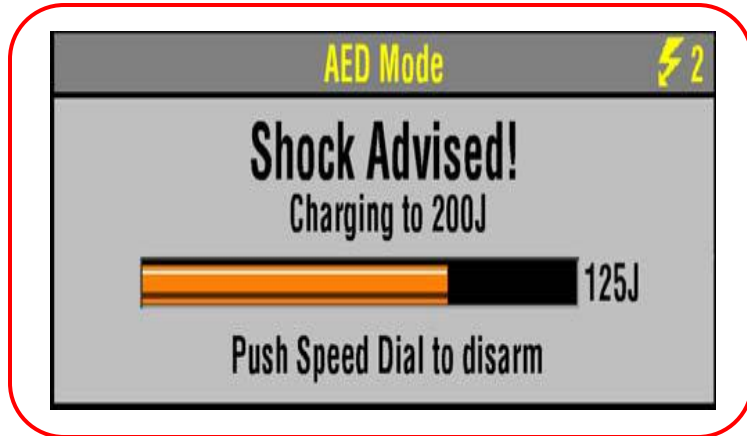 AED Mode 2
Shock Advised!
Charging to 200J
125J
Push Speed Dial to disarm